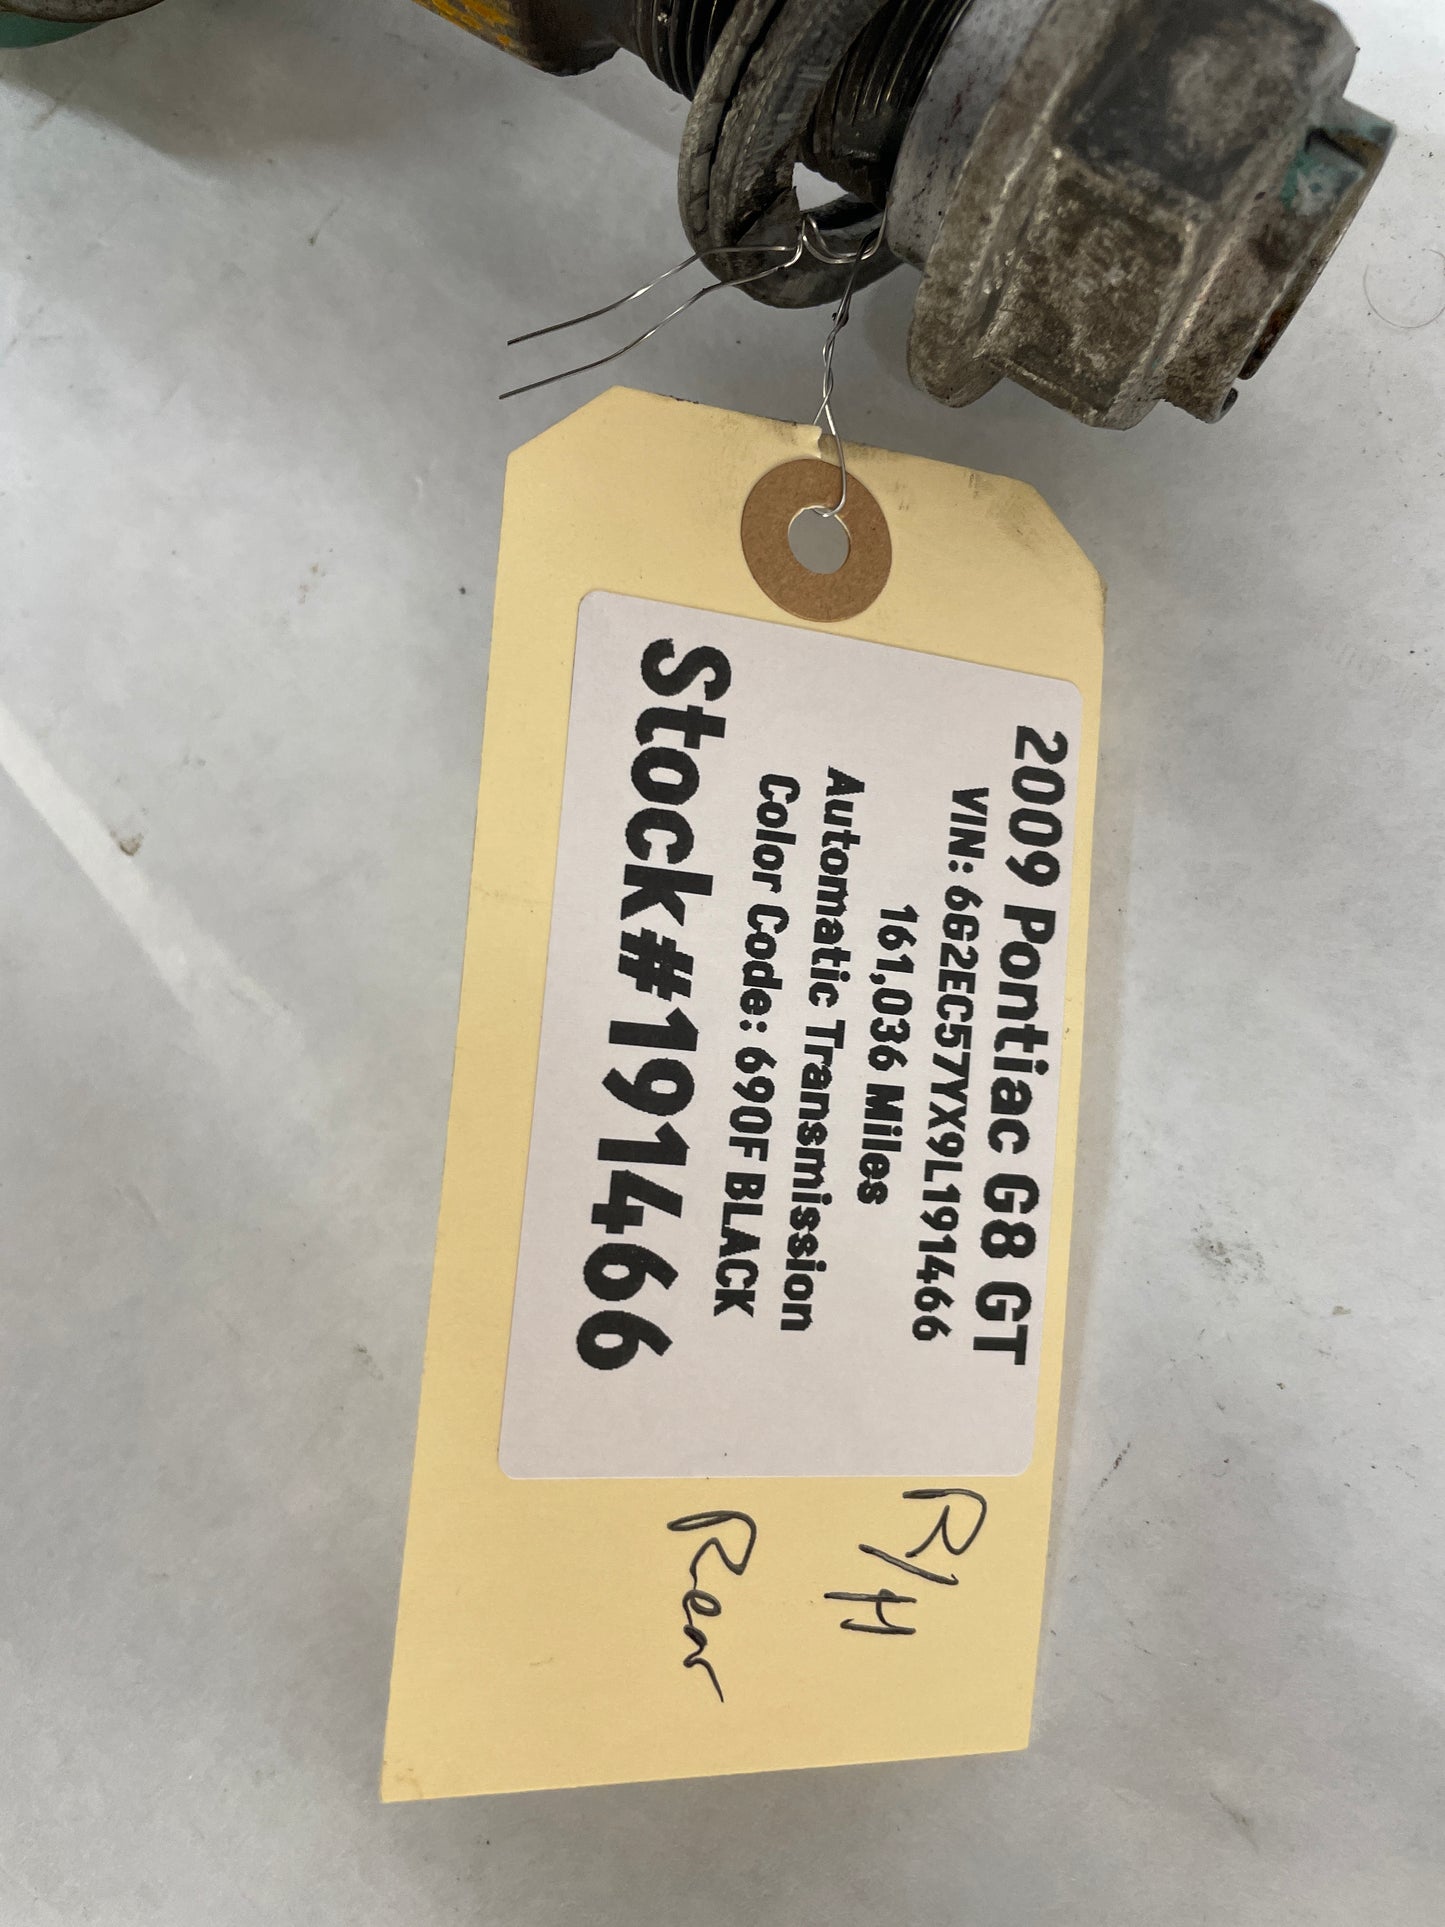 2009 Pontiac G8 GT
VIN: 6G2EC57YX9L191466
161,036 Miles
Automatic Transmission
Color Code: 690F BLACK
Stock#191466
R/H
Rear